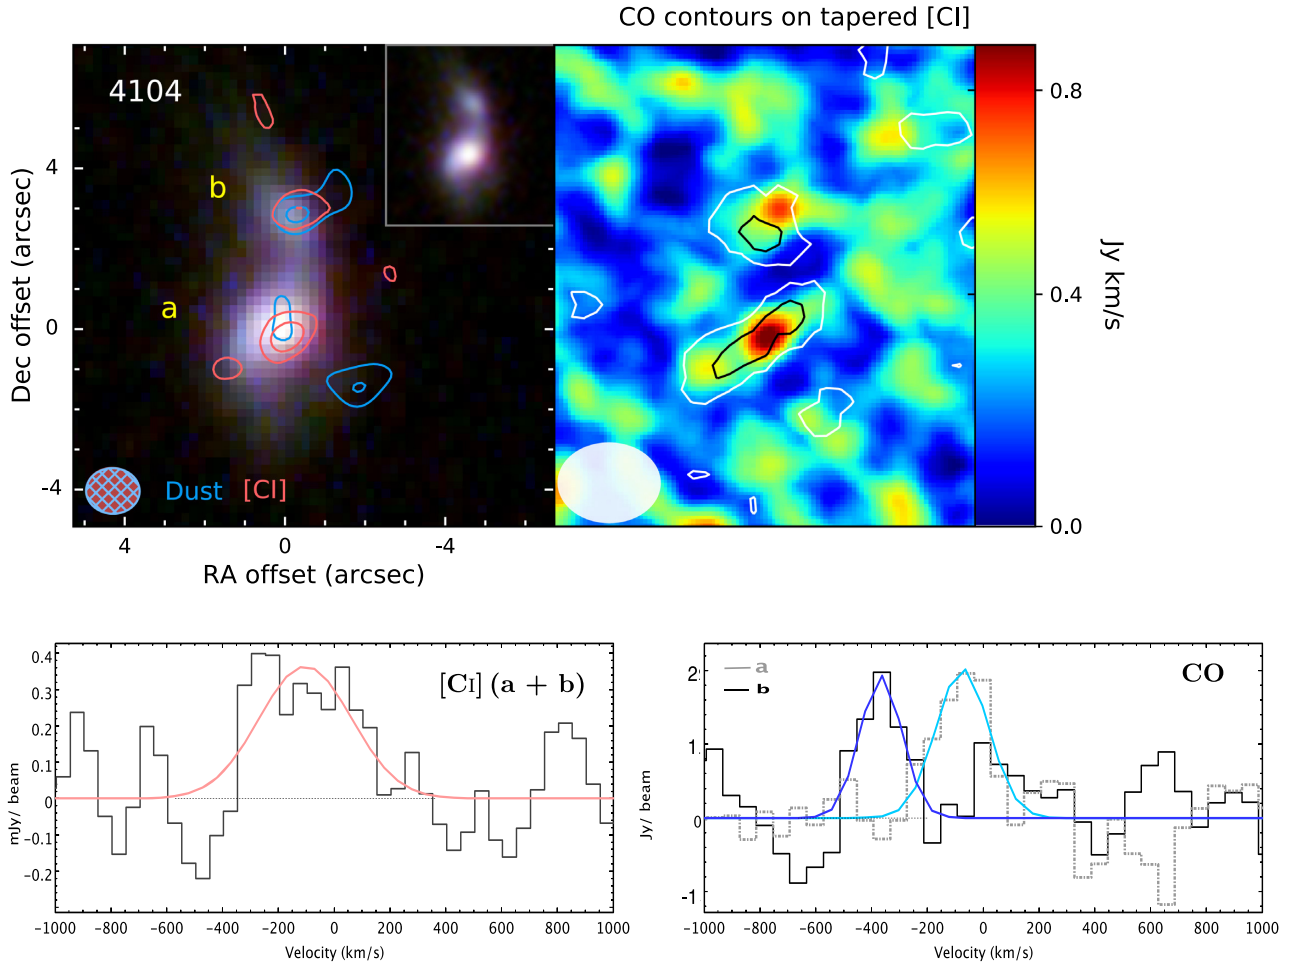 CO contours on tapered [CI]
4104
b
a
Dust [CI]
Dec offset (arcsec)
4
0
-4
4
0
-4
RA offset (arcsec)
0.8
0.4
0.0
Jy km/s
[CI] (a + b)
mJy/ beam
0.4
0.3
0.2
0.1
0
−0.1
−0.2
−1000 −800 −600 −400 −200 0 200 400 600 800 1000
Velocity (km/s)
a
b
CO
Jy/ beam
2
1
0
-1
−1000 −800 −600 −400 −200 0 200 400 600 800 1000
Velocity (km/s)